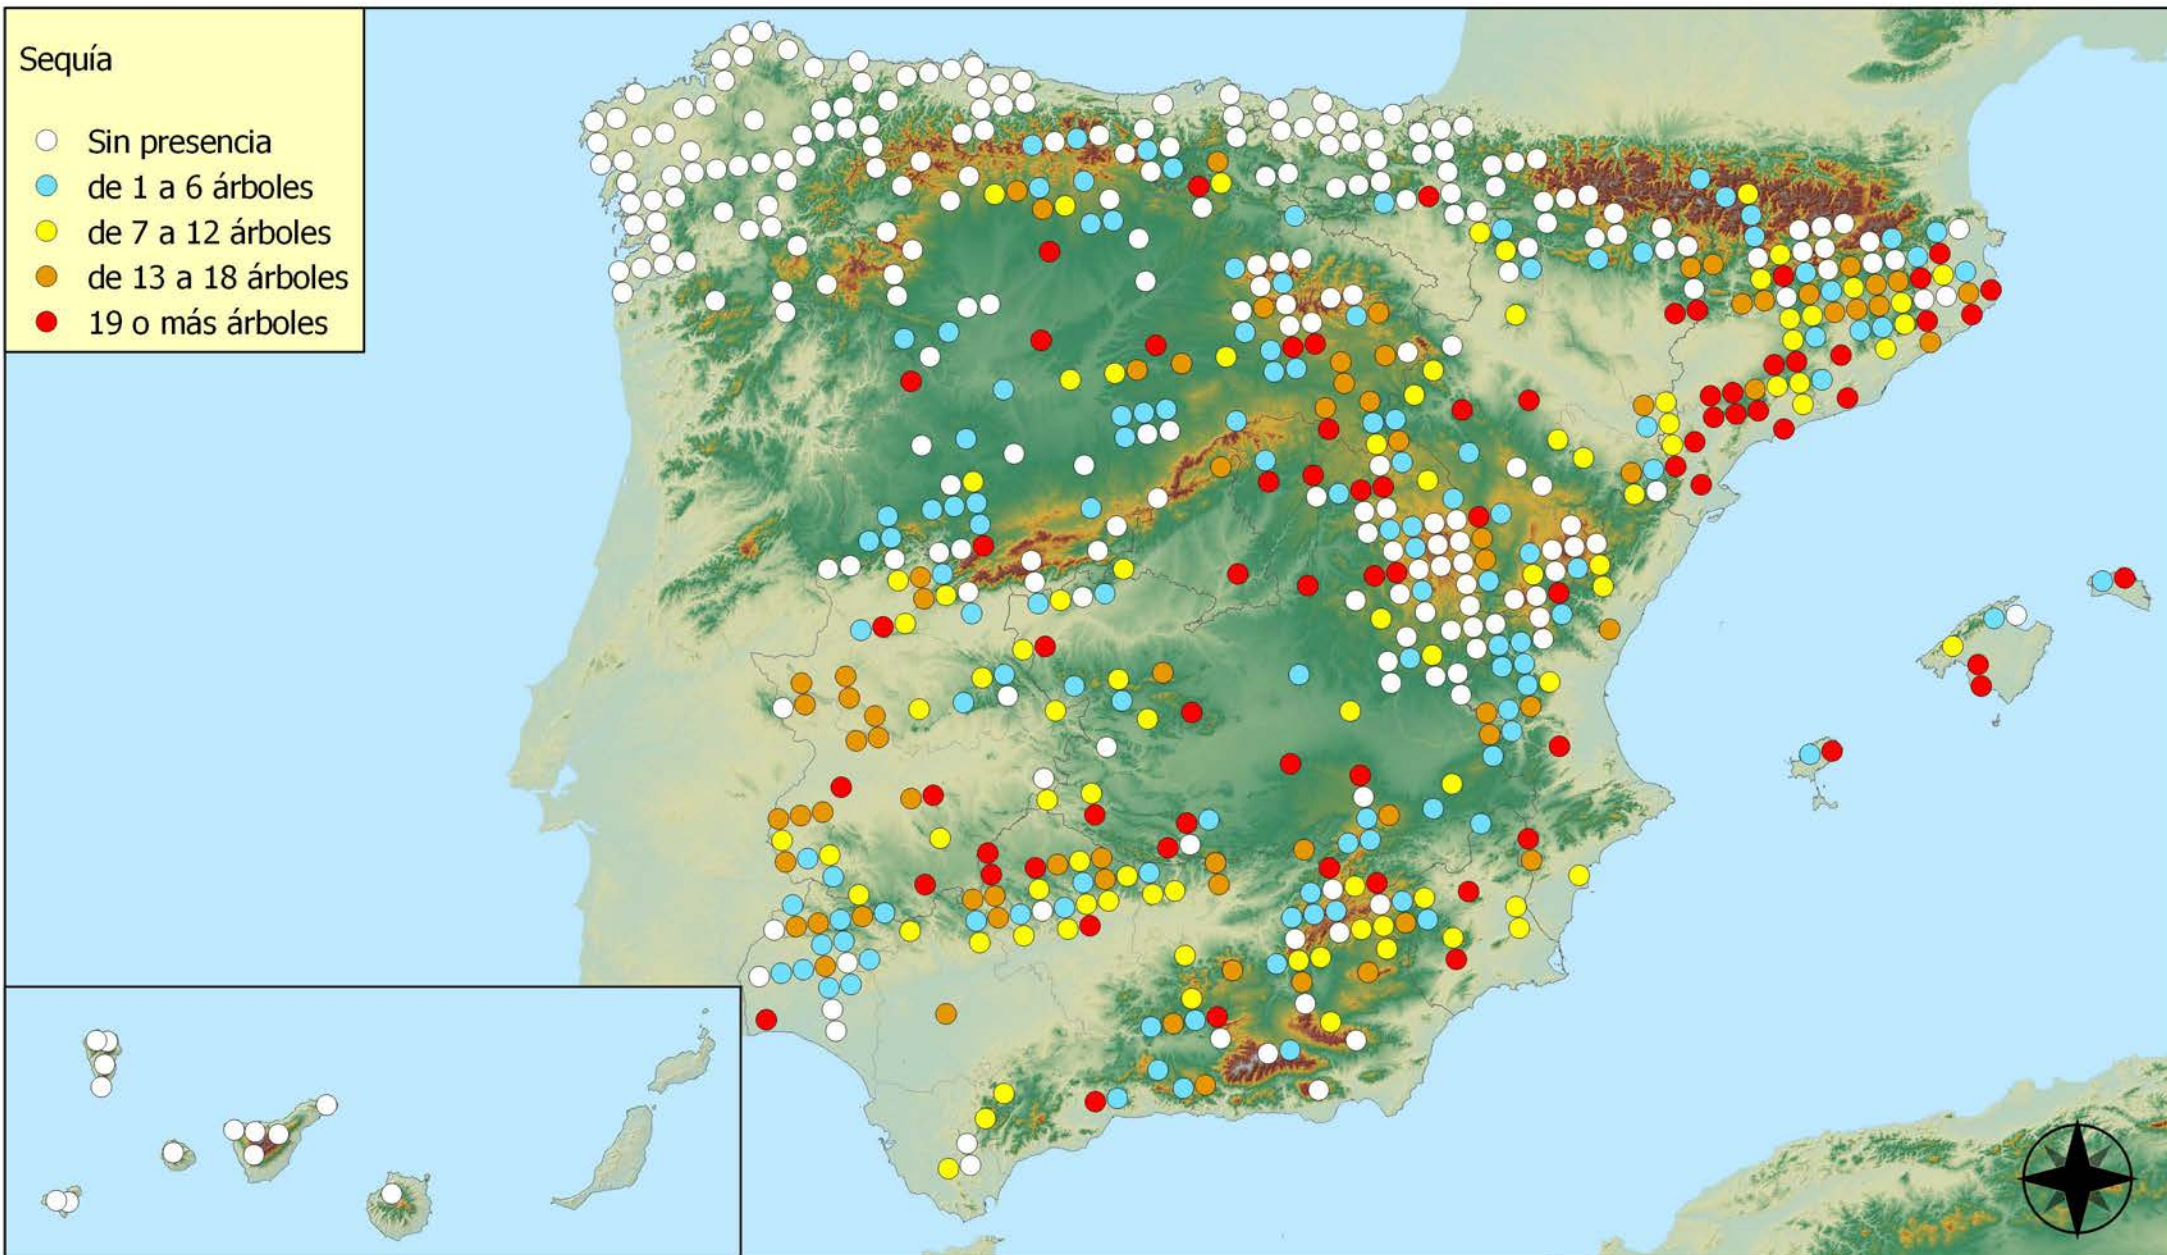 Sequía
Sin presencia
de 1 a 6 árboles
de 7 a 12 árboles
de 13 a 18 árboles
19 o más árboles